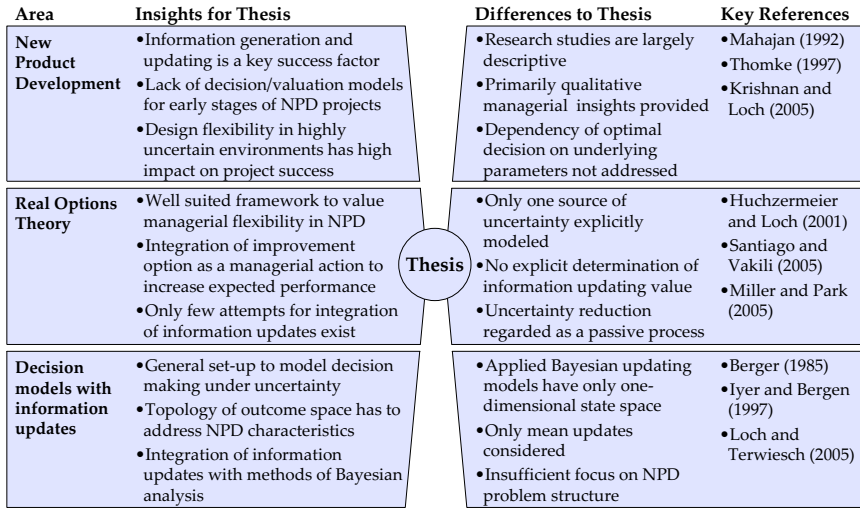 Area
Insights for Thesis
Differences to Thesis
Key References
New
Product
Development
•Information generation and
updating is a key success factor
•Lack of decision/valuation models
for early stages of NPD projects
•Design flexibility in highly
uncertain environments has high
impact on project success
•Research studies are largely
descriptive
•Primarily qualitative
managerial insights provided
•Dependency of optimal
decision on underlying
parameters not addressed
•Mahajan (1992)
•Thomke (1997)
•Krishnan and
Loch (2005)
Real Options
Theory
•Well suited framework to value
managerial flexibility in NPD
•Integration of improvement
option as a managerial action to
increase expected performance
•Only few attempts for integration
of information updates exist
Thesis
•Only one source of
uncertainty explicitly
modeled
•No explicit determination of
information updating value
•Uncertainty reduction
regarded as a passive process
•Huchzermeier
and Loch (2001)
•Santiago and
Vakili (2005)
•Miller and Park
(2005)
Decision
models with
information
updates
•General set-up to model decision
making under uncertainty
•Topology of outcome space has to
address NPD characteristics
•Integration of information
updates with methods of Bayesian
analysis
•Applied Bayesian updating
models have only one-
dimensional state space
•Only mean updates
considered
•Insufficient focus on NPD
problem structure
•Berger (1985)
•Iyer and Bergen
(1997)
•Loch and
Terwiesch (2005)